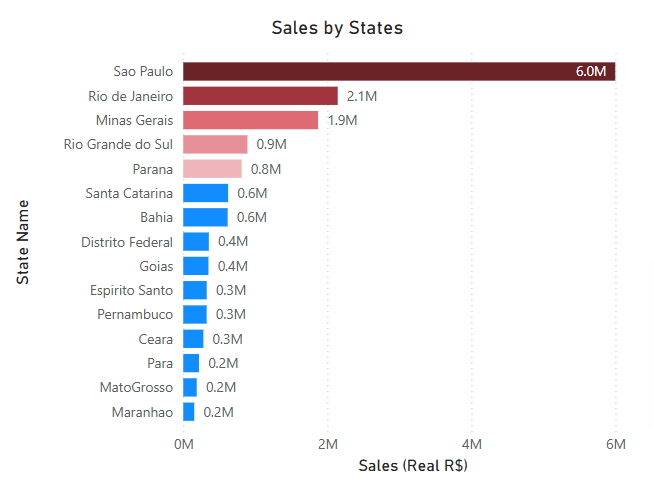 Sales by States
State Name
Sao Paulo 6.0M
Rio de Janeiro 2.1M
Minas Gerais 1.9M
Rio Grande do Sul 0.9M
Parana 0.8M
Santa Catarina 0.6M
Bahia 0.6M
Distrito Federal 0.4M
Goias 0.4M
Espirito Santo 0.3M
Pernambuco 0.3M
Ceara 0.3M
Para 0.2M
MatoGrosso 0.2M
Maranhao 0.2M
0M 2M 4M 6M
Sales (Real R$)